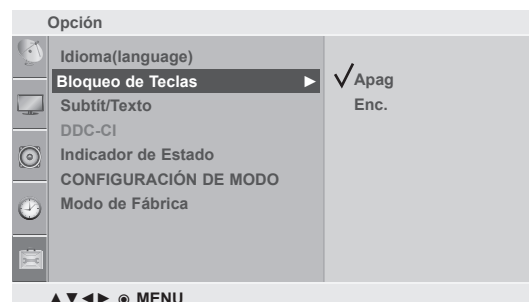 Opción
Idioma(language)
Bloqueo de Teclas ► Apag
Subtít/Texto Enc.
DDC-CI
Indicador de Estado
CONFIGURACIÓN DE MODO
Modo de Fábrica
▲▼◄► ◉ MENU